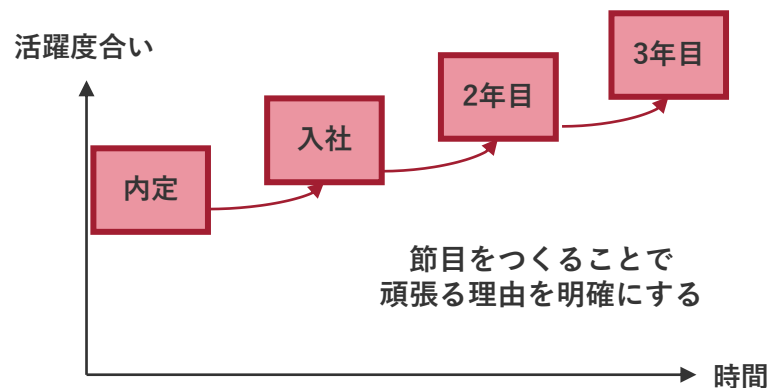 活躍度合い
3年目
2年目
入社
内定
節目をつくることで
頑張る理由を明確にする
時間